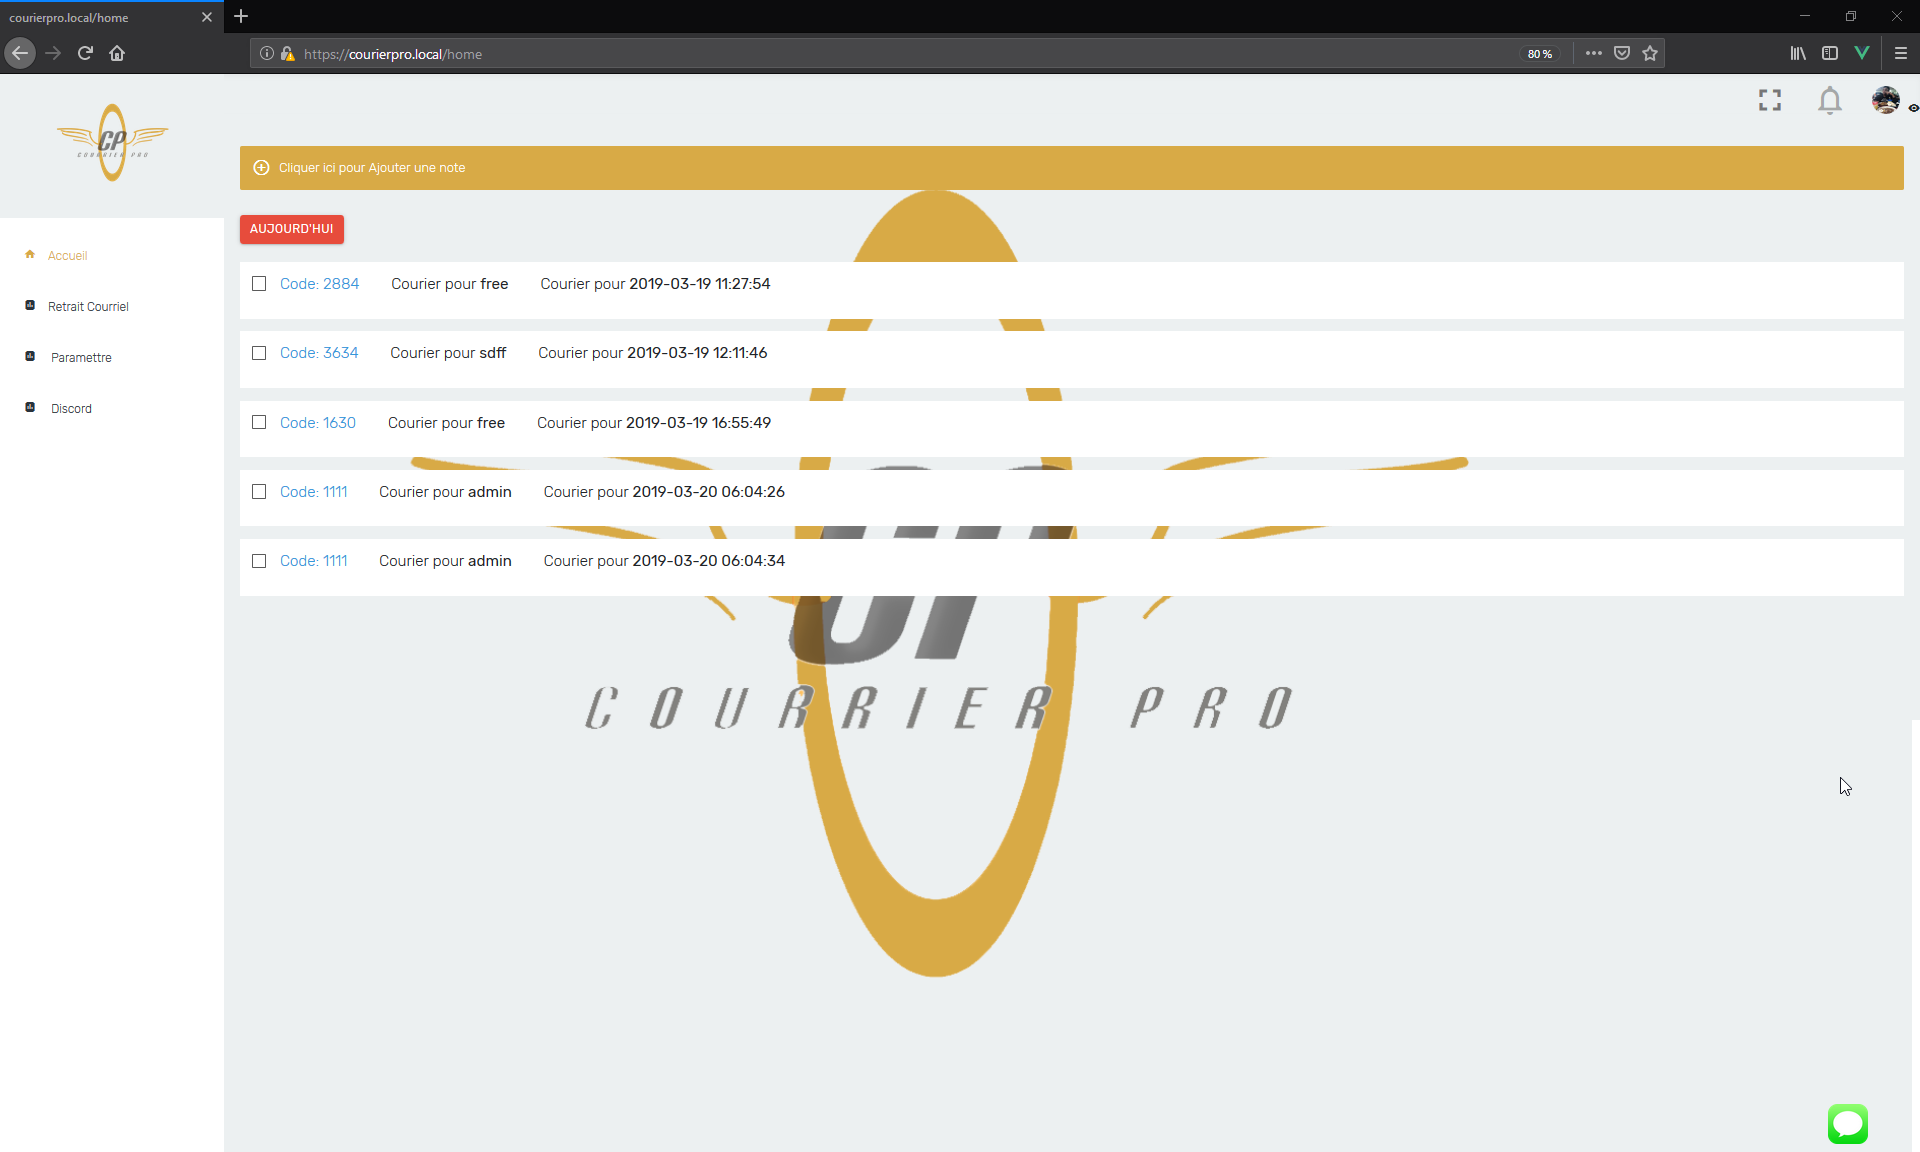 courierpro.local/home
https://courierpro.local/home
80 %
CP
COURRIER PRO
Cliquer ici pour Ajouter une note
AUJOURD'HUI
Accueil
Retrait Courriel
Paramettre
Discord
Code: 2884 Courier pour free Courier pour 2019-03-19 11:27:54
Code: 3634 Courier pour sdff Courier pour 2019-03-19 12:11:46
Code: 1630 Courier pour free Courier pour 2019-03-19 16:55:49
Code: 1111 Courier pour admin Courier pour 2019-03-20 06:04:26
Code: 1111 Courier pour admin Courier pour 2019-03-20 06:04:34
COURRIER PRO